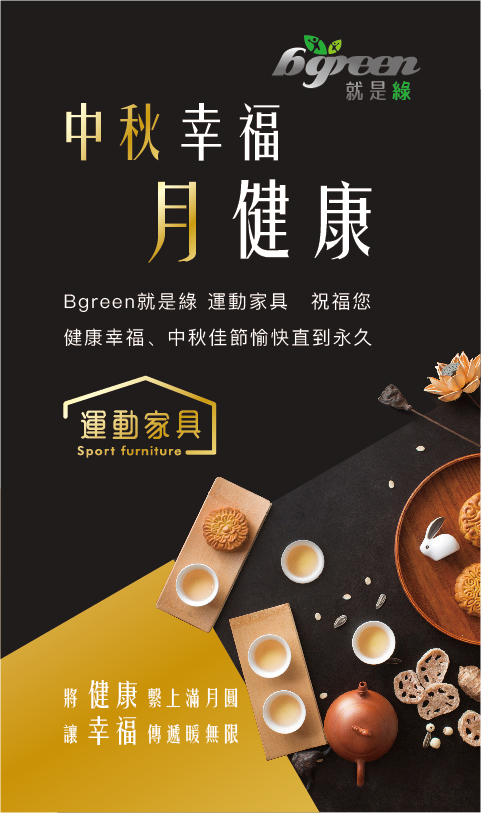 bgreen
就是綠
中秋幸福
月健康
Bgreen就是綠 運動家具　祝福您
健康幸福、中秋佳節愉快直到永久
運動家具
Sport furniture
將 健康 繫上滿月圓
讓 幸福 傳遞暖無限